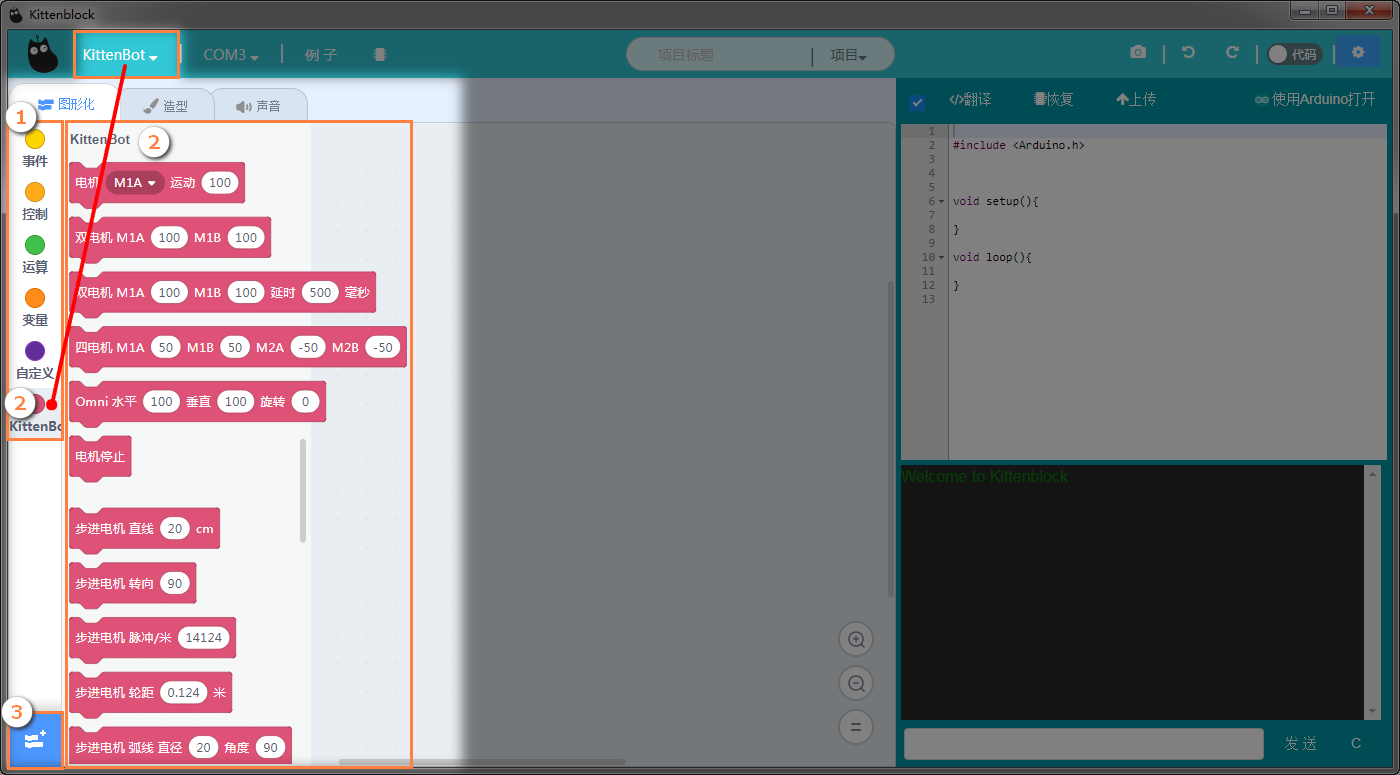 Kittenblock
KittenBot
COM3
例子
项目标题
项目
代码
图形化
造型
声音
</>翻译
恢复
上传
使用Arduino打开
1
事件
控制
运算
变量
自定义
2
KittenBo
3
KittenBot
2
电机 M1A 运动 100
双电机 M1A 100 M1B 100
双电机 M1A 100 M1B 100 延时 500 毫秒
四电机 M1A 50 M1B 50 M2A -50 M2B -50
Omni 水平 100 垂直 100 旋转 0
电机停止
步进电机 直线 20 cm
步进电机 转向 90
步进电机 脉冲/米 14124
步进电机 轮距 0.124 米
步进电机 弧线 直径 20 角度 90
1
2 #include <Arduino.h>
3
4
5
6 void setup(){
7
8 }
9
10 void loop(){
11
12 }
13
Welcome to Kittenblock
发送
C